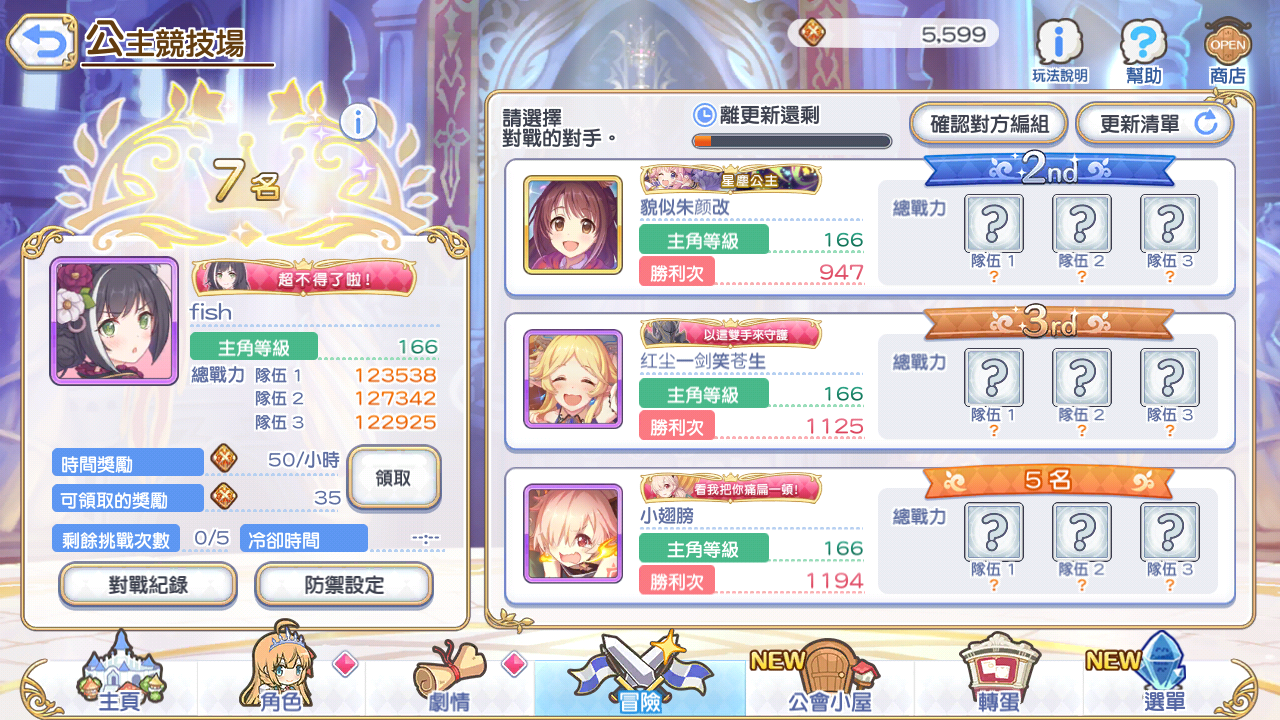 公主競技場
5,599
玩法說明
幫助
OPEN
商店
7名
超不得了啦！
fish
主角等級 166
總戰力 隊伍 1 123538
隊伍 2 127342
隊伍 3 122925
時間獎勵 50/小時
可領取的獎勵 35
領取
剩餘挑戰次數 0/5 冷卻時間 --:--
對戰紀錄 防禦設定
請選擇
對戰的對手。
離更新還剩
確認對方編組
更新清單
2nd
星塵公主
貌似朱颜改
主角等級 166
勝利次 947
總戰力
隊伍 1 隊伍 2 隊伍 3
? ? ?
3rd
以這雙手來守護
红尘一剑笑苍生
主角等級 166
勝利次 1125
總戰力
隊伍 1 隊伍 2 隊伍 3
? ? ?
5名
看我把你痛扁一頓！
小翅膀
主角等級 166
勝利次 1194
總戰力
隊伍 1 隊伍 2 隊伍 3
? ? ?
主頁
角色
劇情
冒險
NEW
公會小屋
轉蛋
NEW
選單